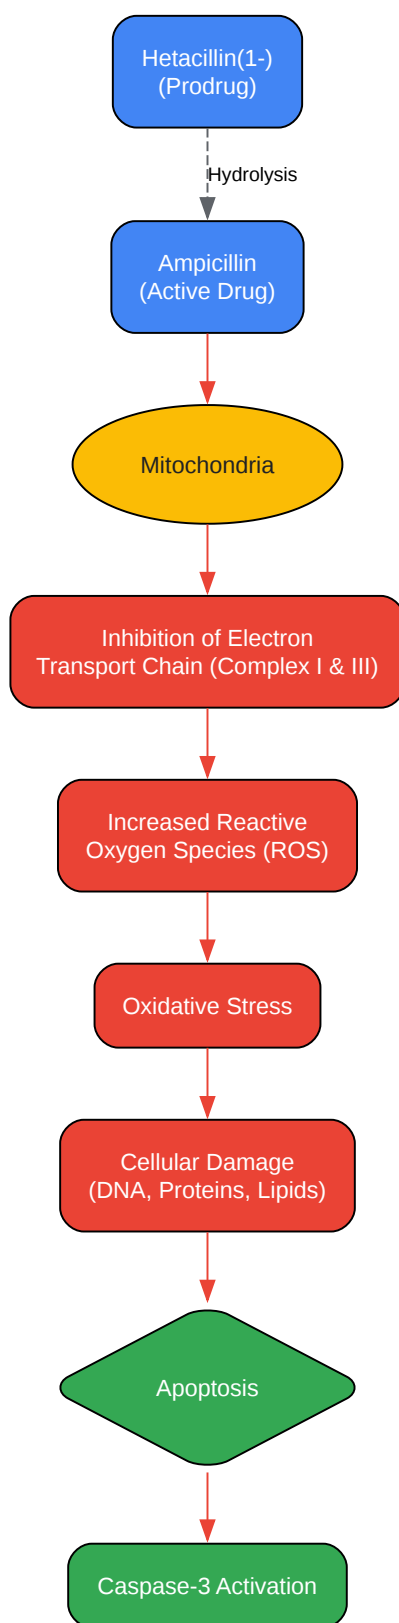 Hetacillin(1-)
(Prodrug)
Hydrolysis
Ampicillin
(Active Drug)
Mitochondria
Inhibition of Electron
Transport Chain (Complex I & III)
Increased Reactive
Oxygen Species (ROS)
Oxidative Stress
Cellular Damage
(DNA, Proteins, Lipids)
Apoptosis
Caspase-3 Activation